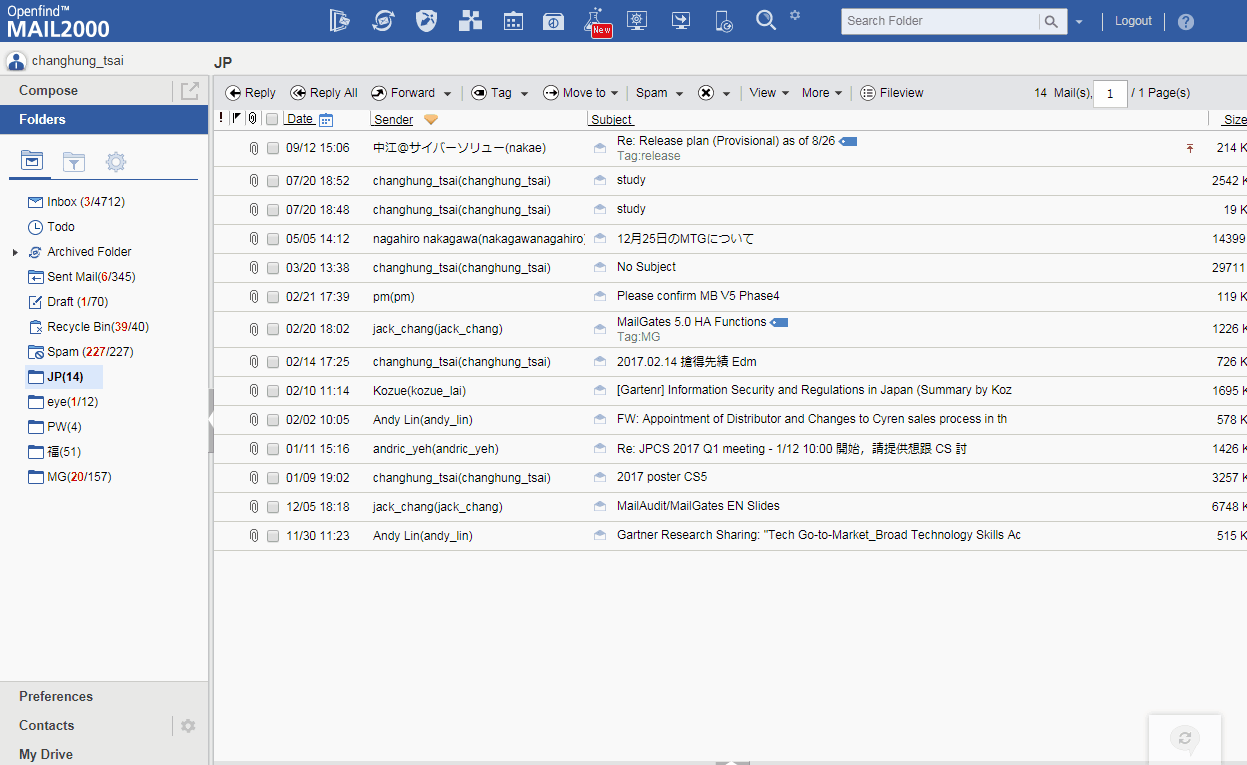 Openfind™
MAIL2000
New
Search Folder
Logout
?
changhung_tsai
JP
Compose
Folders
Reply Reply All Forward Tag Move to Spam View More Fileview 14 Mail(s), 1 / 1 Page(s)
! Date Sender Subject Size
09/12 15:06 中江@サイバーソリュー(nakae) Re: Release plan (Provisional) as of 8/26 214 K
Tag:release
07/20 18:52 changhung_tsai(changhung_tsai) study 2542 K
07/20 18:48 changhung_tsai(changhung_tsai) study 19 K
05/05 14:12 nagahiro nakagawa(nakagawanagahiro) 12月25日のMTGについて 14399
03/20 13:38 changhung_tsai(changhung_tsai) No Subject 29711
02/21 17:39 pm(pm) Please confirm MB V5 Phase4 119 K
02/20 18:02 jack_chang(jack_chang) MailGates 5.0 HA Functions 1226 K
Tag:MG
02/14 17:25 changhung_tsai(changhung_tsai) 2017.02.14 搶得先績 Edm 726 K
02/10 11:14 Kozue(kozue_lai) [Gartenr] Information Security and Regulations in Japan (Summary by Koz 1695 K
02/02 10:05 Andy Lin(andy_lin) FW: Appointment of Distributor and Changes to Cyren sales process in th 578 K
01/11 15:16 andric_yeh(andric_yeh) Re: JPCS 2017 Q1 meeting - 1/12 10:00 開始，請提供想跟 CS 討 1426 K
01/09 19:02 changhung_tsai(changhung_tsai) 2017 poster CS5 3257 K
12/05 18:18 jack_chang(jack_chang) MailAudit/MailGates EN Slides 6748 K
11/30 11:23 Andy Lin(andy_lin) Gartner Research Sharing: "Tech Go-to-Market_Broad Technology Skills Ac 515 K
Inbox (3/4712)
Todo
Archived Folder
Sent Mail(6/345)
Draft (1/70)
Recycle Bin(39/40)
Spam (227/227)
JP(14)
eye(1/12)
PW(4)
福(51)
MG(20/157)
Preferences
Contacts
My Drive